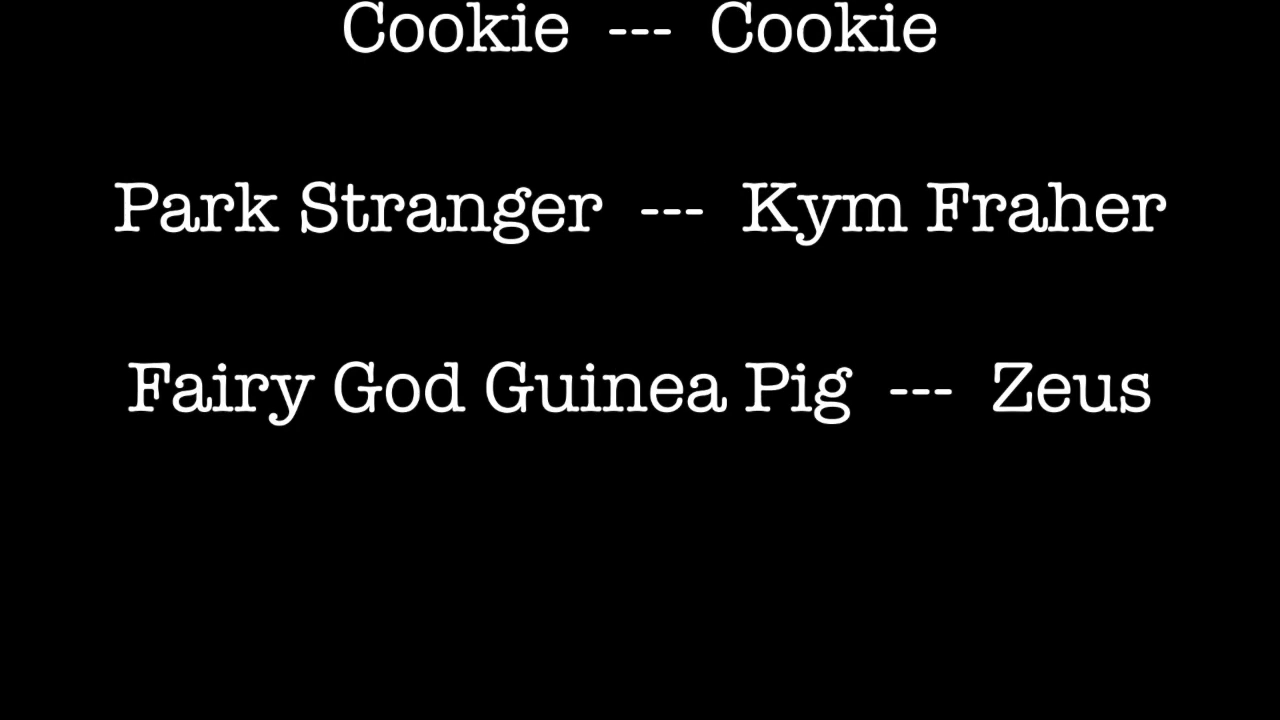 Cookie --- Cookie
Park Stranger --- Kym Fraher
Fairy God Guinea Pig --- Zeus